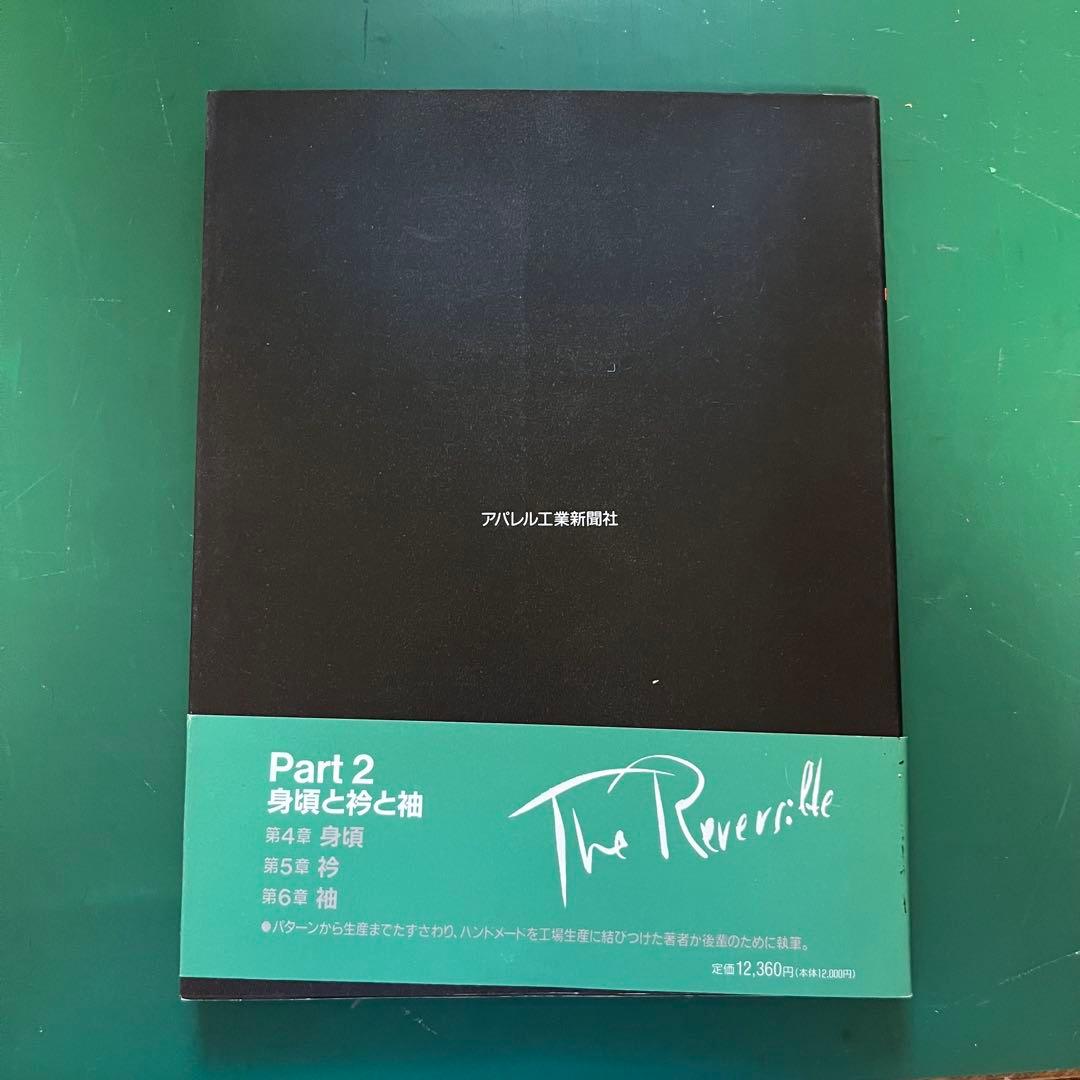 アパレル工業新聞社
Part 2
身頃と衿と袖
第4章 身頃
第5章 衿
第6章 袖
The Reversible
●パターンから生産までたずさわり、ハンドメードを工場生産に結びつけた著者が後輩のために執筆。
定価12,360円(本体12,000円)